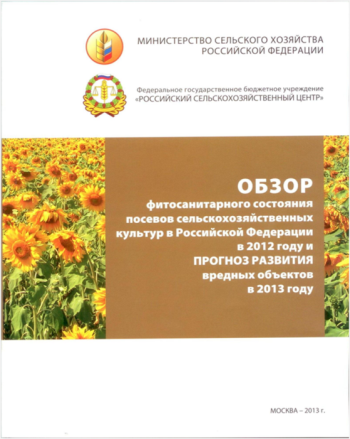 МИНИСТЕРСТВО СЕЛЬСКОГО ХОЗЯЙСТВА
РОССИЙСКОЙ ФЕДЕРАЦИИ
Федеральное государственное бюджетное учреждение
«РОССИЙСКИЙ СЕЛЬСКОХОЗЯЙСТВЕННЫЙ ЦЕНТР»
ОБЗОР
фитосанитарного состояния
посевов сельскохозяйственных
культур в Российской Федерации
в 2012 году и
ПРОГНОЗ РАЗВИТИЯ
вредных объектов
в 2013 году
МОСКВА – 2013 г.